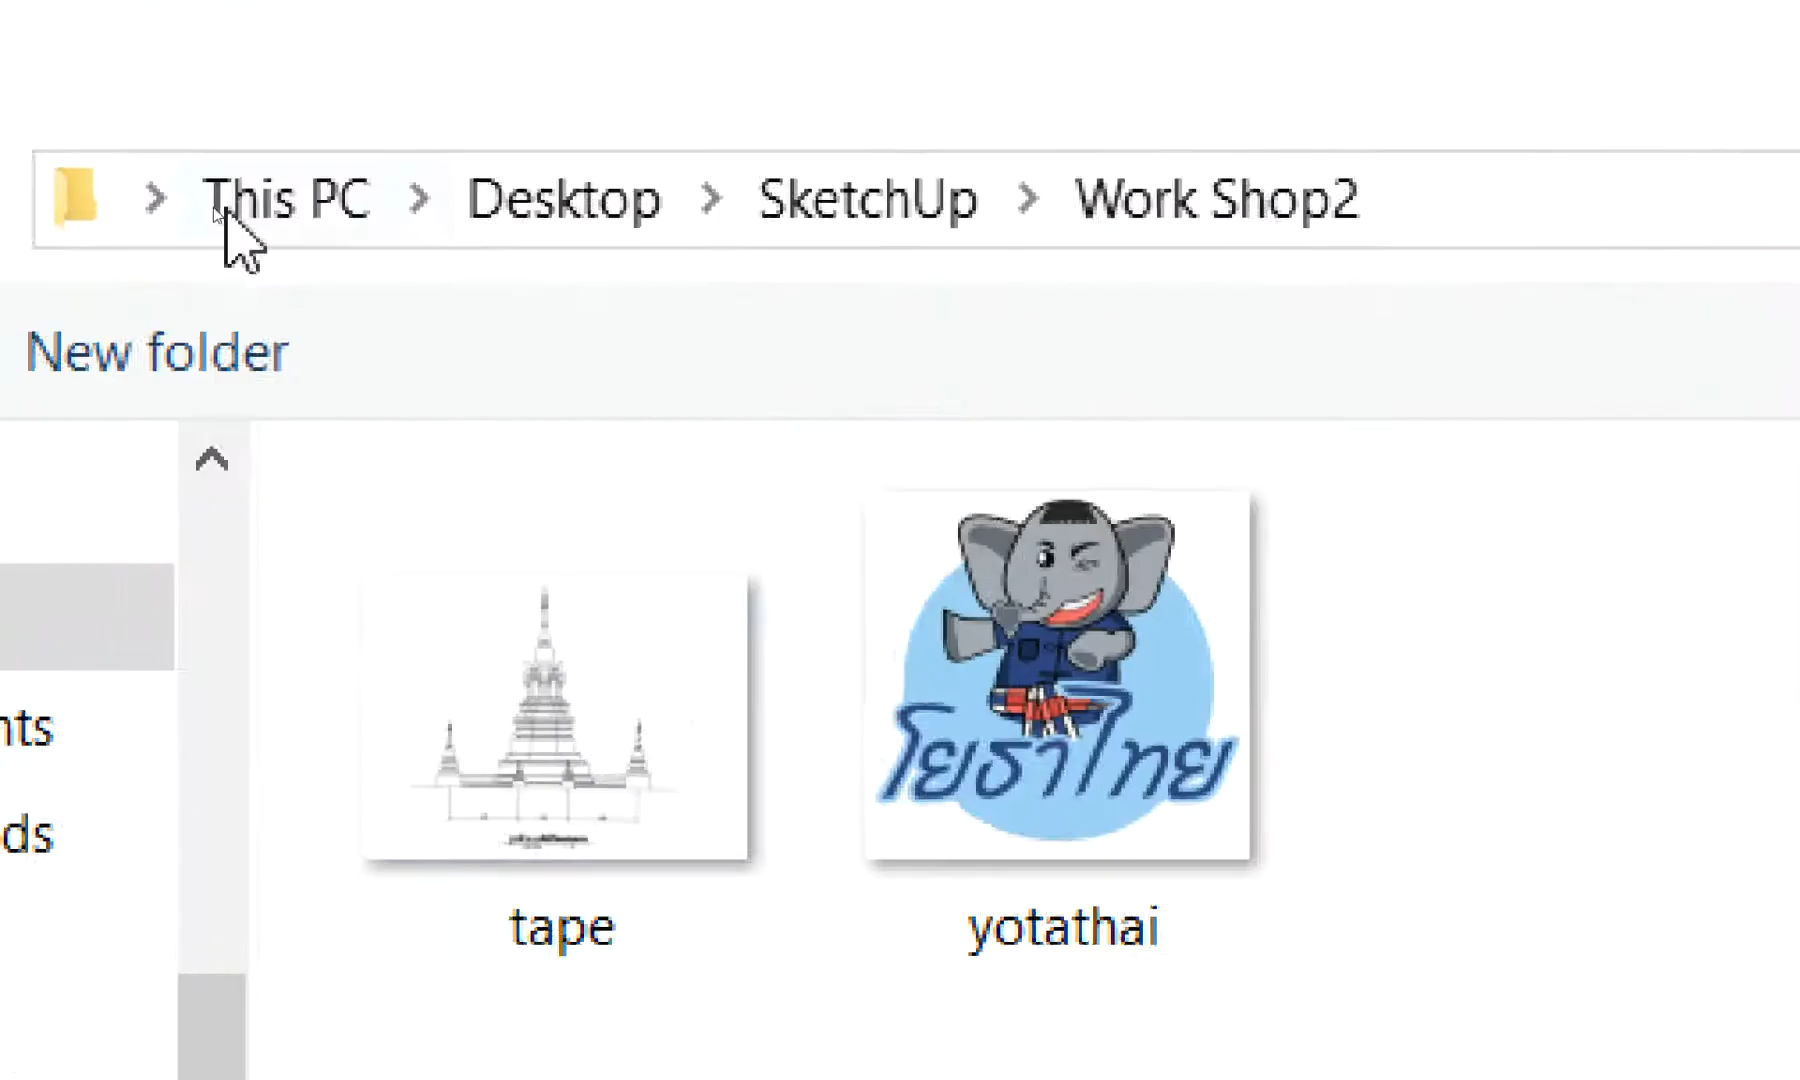 This PC Desktop SketchUp Work Shop2
New folder
nts
ds
โยธาไทย
tape
yotathai